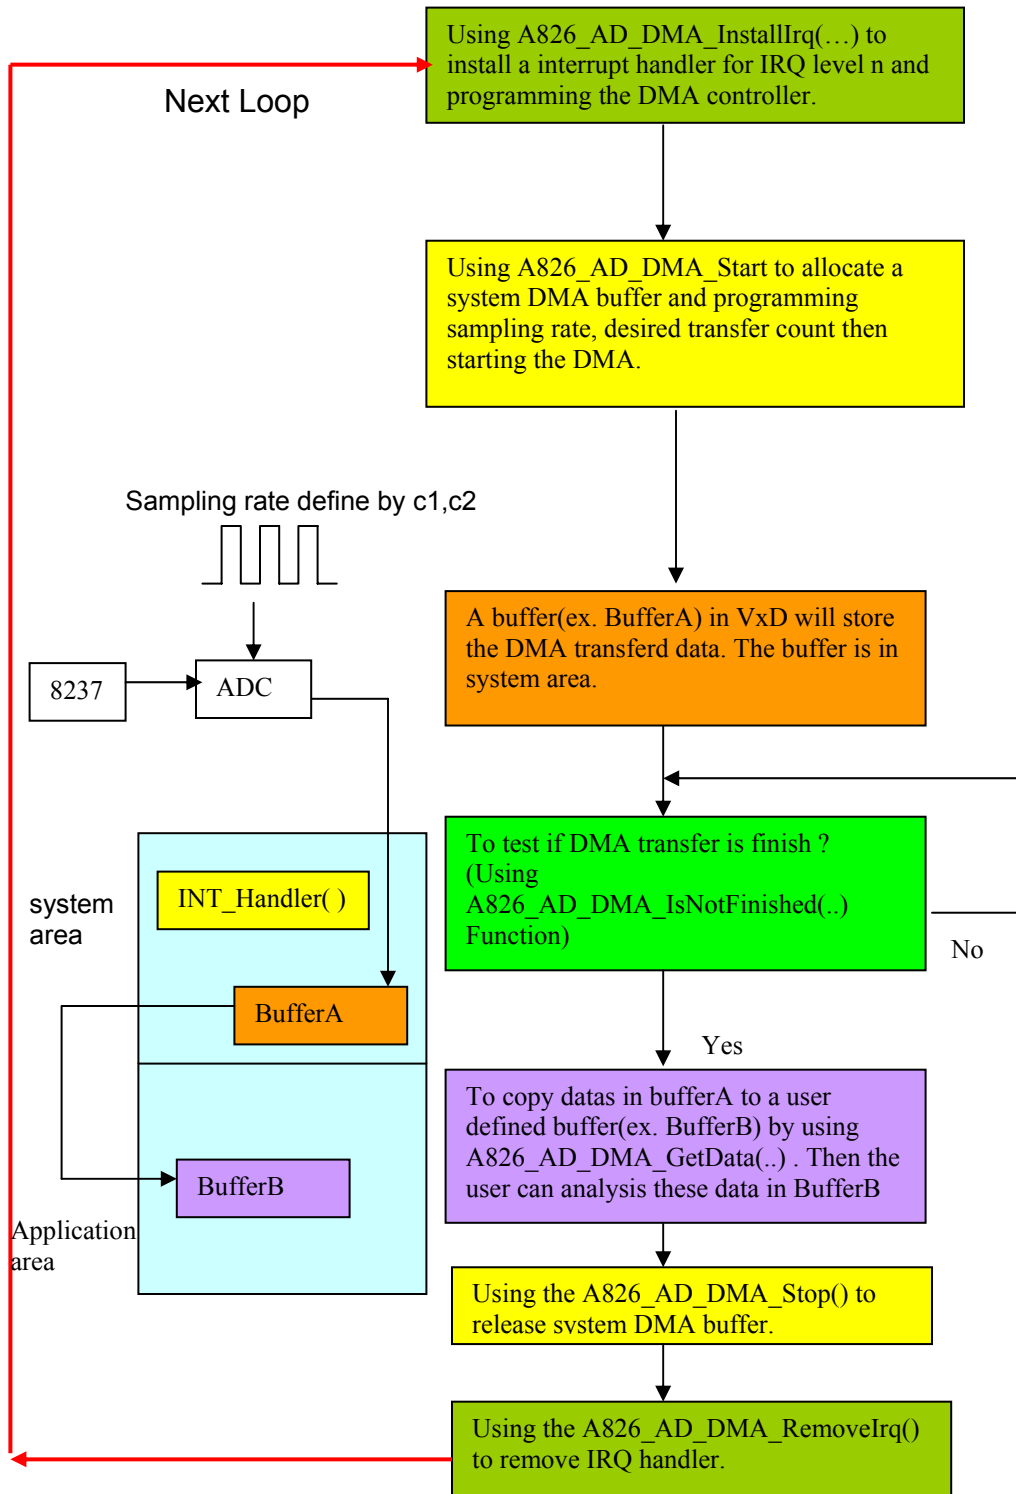 Using A826_AD_DMA_InstallIrq(…) to
install a interrupt handler for IRQ level n and
programming the DMA controller.
Next Loop
Using A826_AD_DMA_Start to allocate a
system DMA buffer and programming
sampling rate, desired transfer count then
starting the DMA.
Sampling rate define by c1,c2
8237
ADC
A buffer(ex. BufferA) in VxD will store
the DMA transferd data. The buffer is in
system area.
To test if DMA transfer is finish ?
(Using
A826_AD_DMA_IsNotFinished(..)
Function)
No
Yes
system
area
INT_Handler( )
BufferA
BufferB
Application
area
To copy datas in bufferA to a user
defined buffer(ex. BufferB) by using
A826_AD_DMA_GetData(..) . Then the
user can analysis these data in BufferB
Using the A826_AD_DMA_Stop() to
release system DMA buffer.
Using the A826_AD_DMA_RemoveIrq()
to remove IRQ handler.